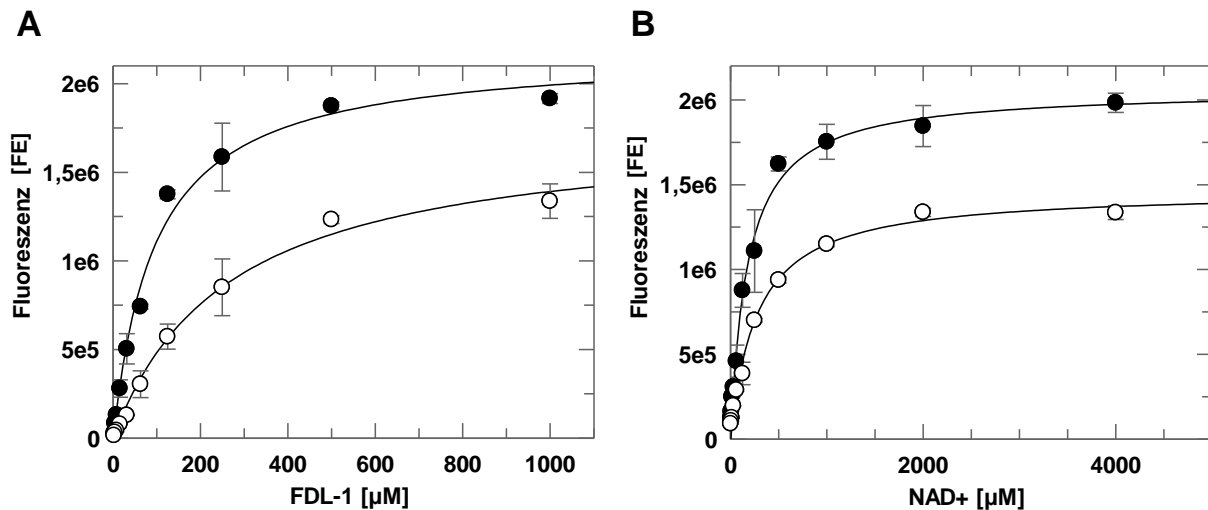 A
B
Fluoreszenz [FE]
2e6
1,5e6
1e6
5e5
0
0
200
400
600
800
1000
FDL-1 [µM]
Fluoreszenz [FE]
2e6
1,5e6
1e6
5e5
0
0
2000
4000
NAD+ [µM]